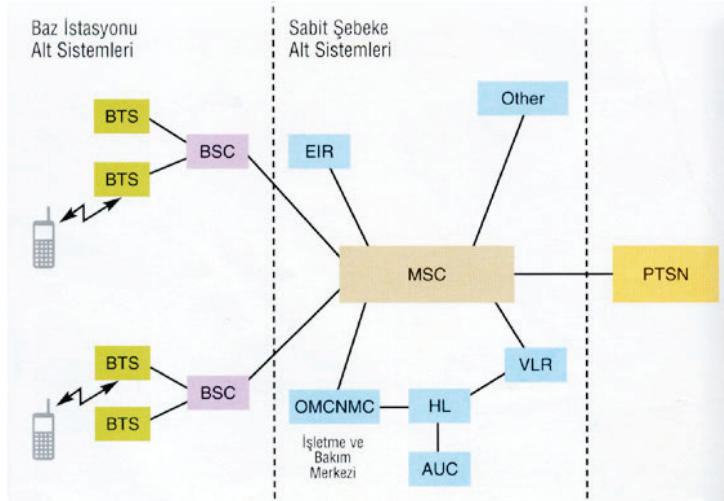 Baz İstasyonu
Alt Sistemleri
Sabit Şebeke
Alt Sistemleri
BTS
BTS
BSC
EIR
Other
MSC
PTSN
BTS
BTS
BSC
VLR
OMCNMC
HL
İşletme ve
Bakım
Merkezi
AUC